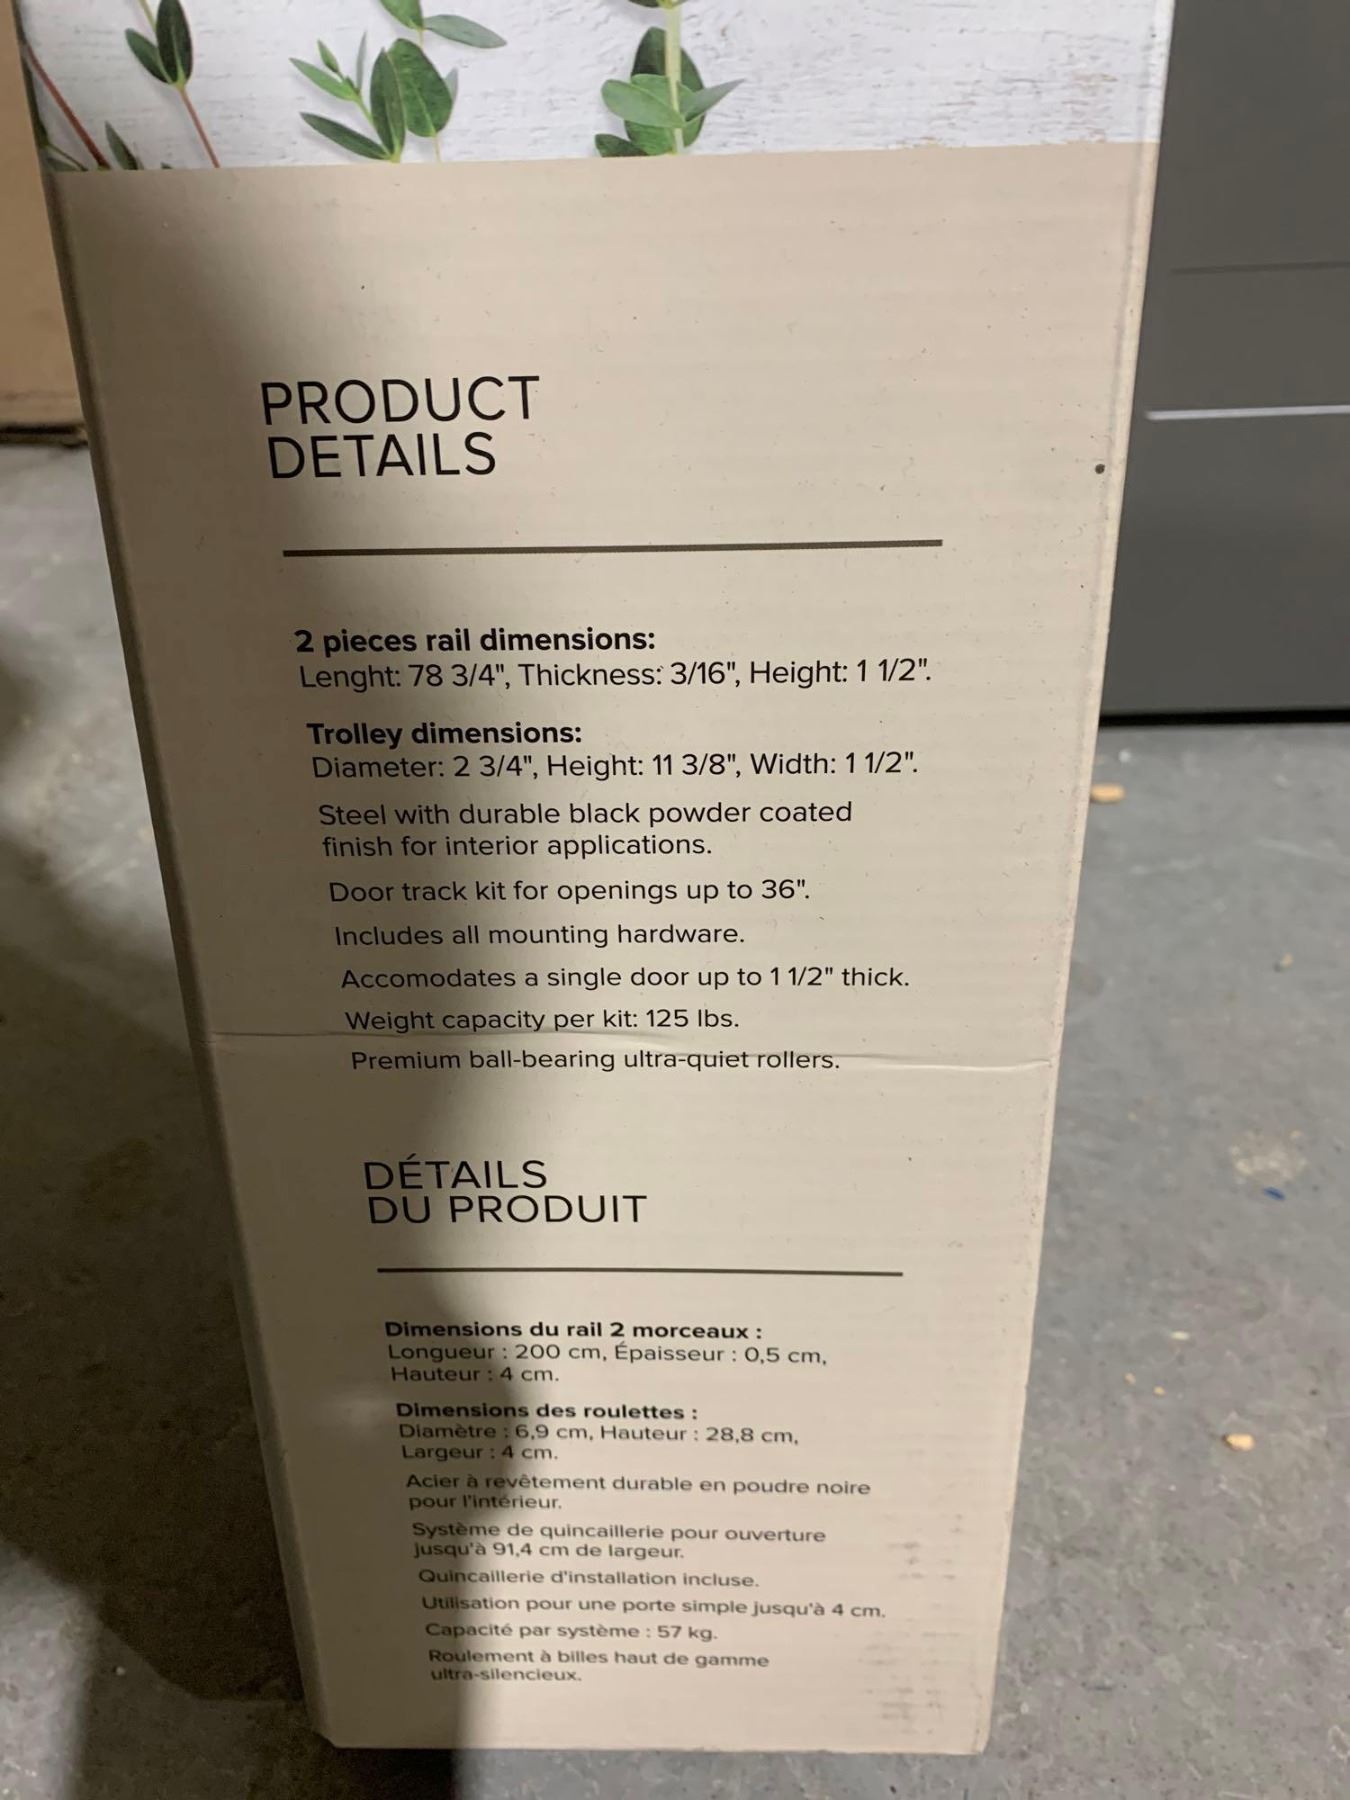 PRODUCT
DETAILS
2 pieces rail dimensions:
Lenght: 78 3/4", Thickness: 3/16", Height: 1 1/2".
Trolley dimensions:
Diameter: 2 3/4", Height: 11 3/8", Width: 1 1/2".
Steel with durable black powder coated
finish for interior applications.
Door track kit for openings up to 36".
Includes all mounting hardware.
Accomodates a single door up to 1 1/2" thick.
Weight capacity per kit: 125 lbs.
Premium ball-bearing ultra-quiet rollers.
DÉTAILS
DU PRODUIT
Dimensions du rail 2 morceaux :
Longueur : 200 cm, Épaisseur : 0,5 cm,
Hauteur : 4 cm.
Dimensions des roulettes :
Diamètre : 6,9 cm, Hauteur : 28,8 cm,
Largeur : 4 cm.
Acier à revêtement durable en poudre noire
pour l'intérieur.
Système de quincaillerie pour ouverture
jusqu'à 91,4 cm de largeur.
Quincaillerie d'installation incluse.
Utilisation pour une porte simple jusqu'à 4 cm.
Capacité par système : 57 kg.
Roulement à billes haut de gamme
ultra-silencieux.